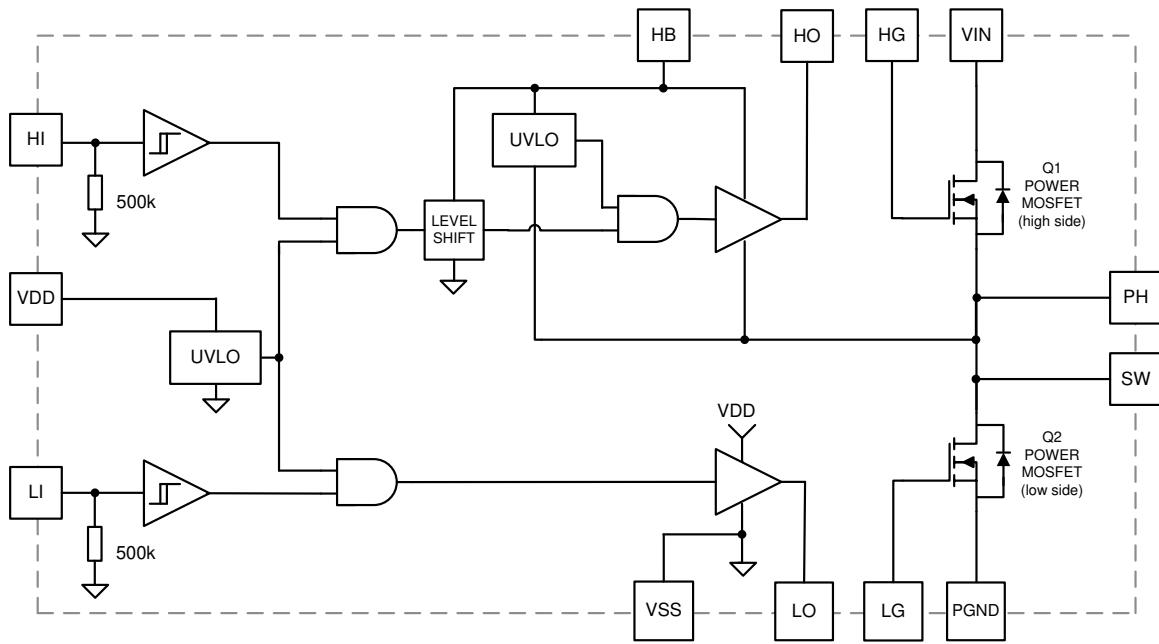 HB
HO
HG
VIN
HI
UVLO
Q1
POWER
MOSFET
(high side)
500k
LEVEL
SHIFT
VDD
PH
UVLO
SW
VDD
Q2
POWER
MOSFET
(low side)
LI
500k
VSS
LO
LG
PGND